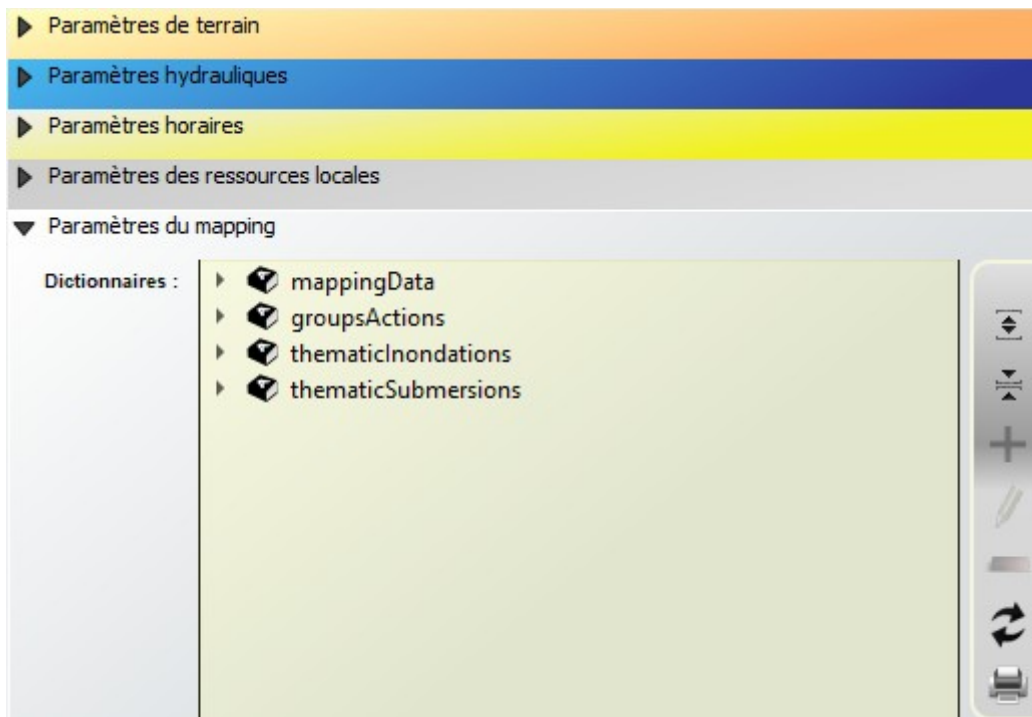 Paramètres de terrain
Paramètres hydrauliques
Paramètres horaires
Paramètres des ressources locales
Paramètres du mapping
Dictionnaires :
mappingData
groupsActions
thematicInondations
thematicSubmersions